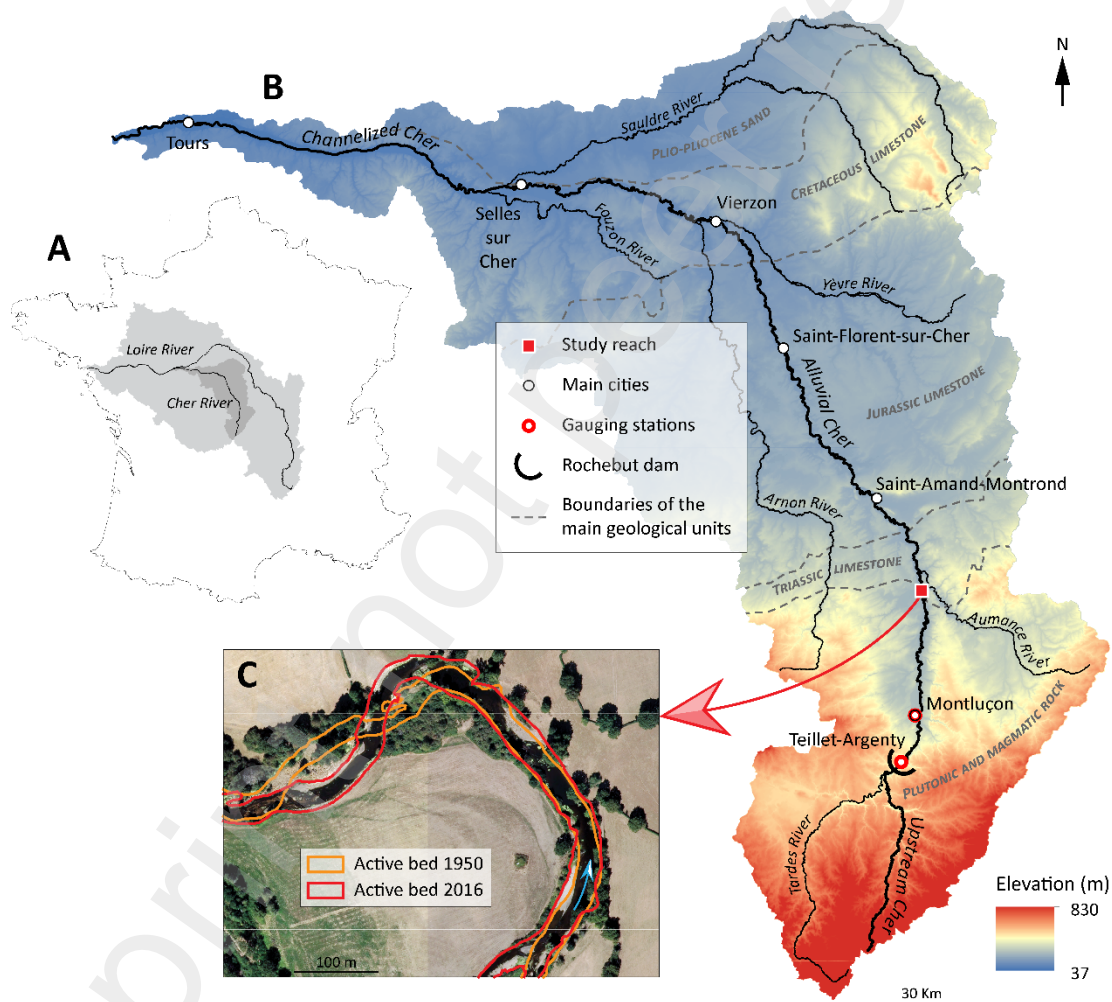 N
B
Sauldre River
PLIO-PLIOCENE SAND
Channelized Cher
Tours
CRETACEOUS LIMESTONE
Selles
sur
Cher
Vierzon
Fouzon River
A
Yèvre River
Loire River
Cher River
Study reach
Main cities
Gauging stations
Rochebut dam
Boundaries of the
main geological units
Saint-Florent-sur-Cher
JURASSIC LIMESTONE
Alluvial Cher
Saint-Amand-Montrond
Arnon River
TRIASSIC LIMESTONE
Aumance River
C
Montluçon
Teillet-Argenty
PLUTONIC AND MAGMATIC ROCK
Tardes River
Upstream Cher
Active bed 1950
Active bed 2016
100 m
Elevation (m)
830
37
30 Km